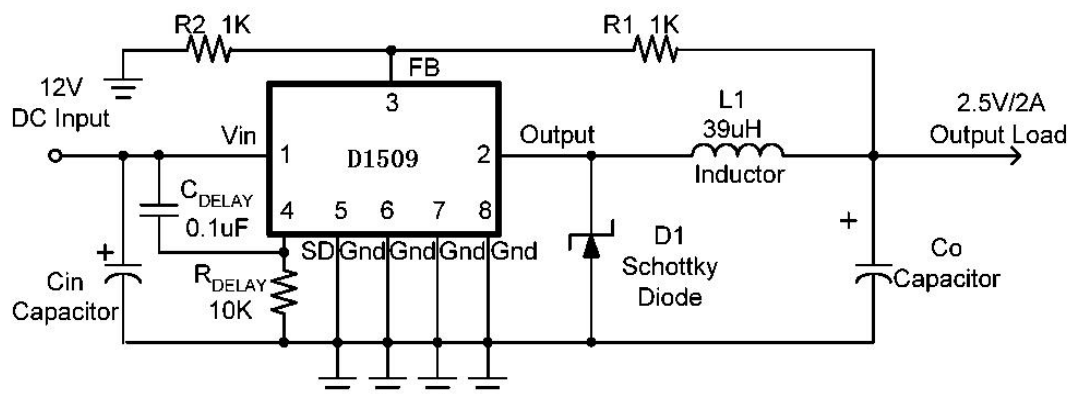 R2 1K
R1 1K
FB
12V
DC Input
3
L1
39uH
2.5V/2A
Output Load
Vin
1
D1509
2
Output
Inductor
CDELAY
0.1uF
4
5
6
7
8
SD
Gnd
Gnd
Gnd
+
Cin
Capacitor
RDELAY
10K
D1
Schottky
Diode
+
Co
Capacitor